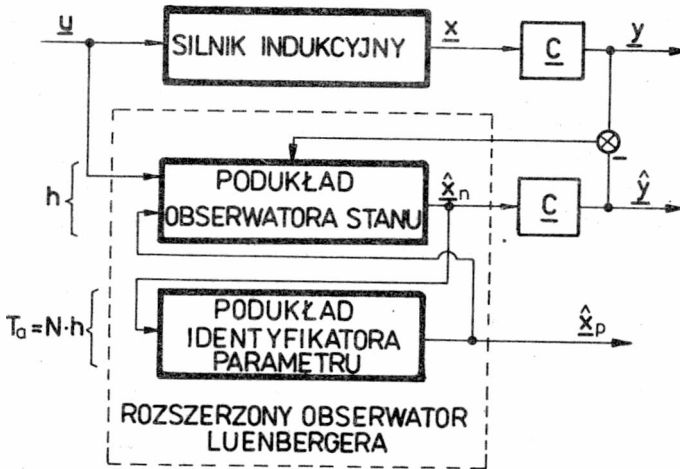 u
SILNIK INDUKCYJNY
x
C
y
–
h
PODUKŁAD
OBSERWATORA STANU
x̂n
C
ŷ
Ta=N·h
PODUKŁAD
IDENTYFIKATORA
PARAMETRU
x̂p
ROZSZERZONY OBSERWATOR
LUENBERGERA